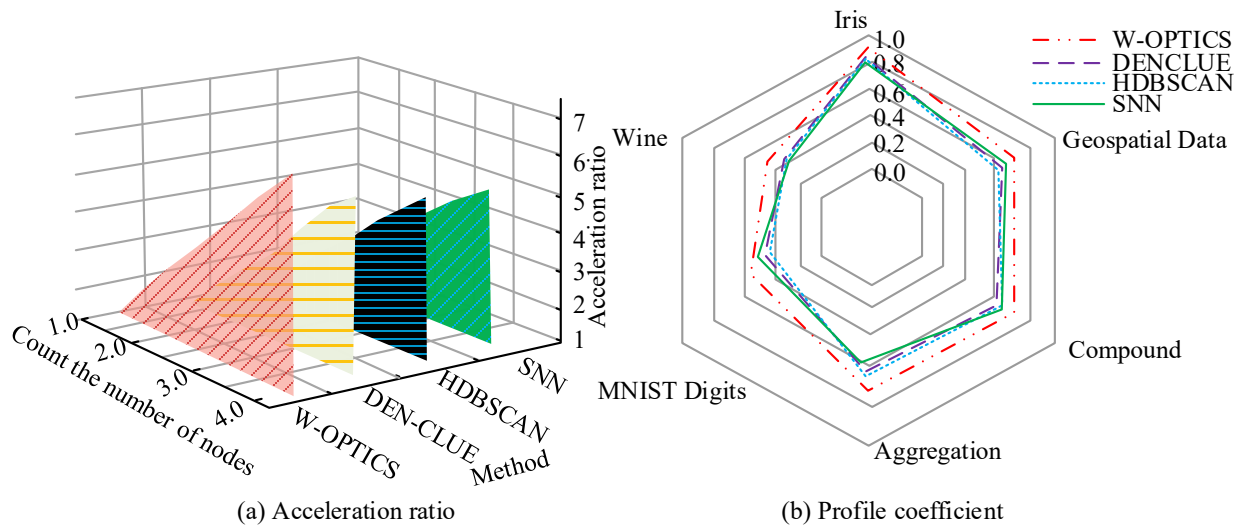 7
6
5
4
3
2
1
Acceleration ratio
1.0
2.0
3.0
4.0
Count the number of nodes
W-OPTICS
DEN-CLUE
HDBSCAN
SNN
Method
(a) Acceleration ratio
Iris
1.0
0.8
0.6
0.4
0.2
0.0
W-OPTICS
DENCLUE
HDBSCAN
SNN
Wine
Geospatial Data
MNIST Digits
Compound
Aggregation
(b) Profile coefficient